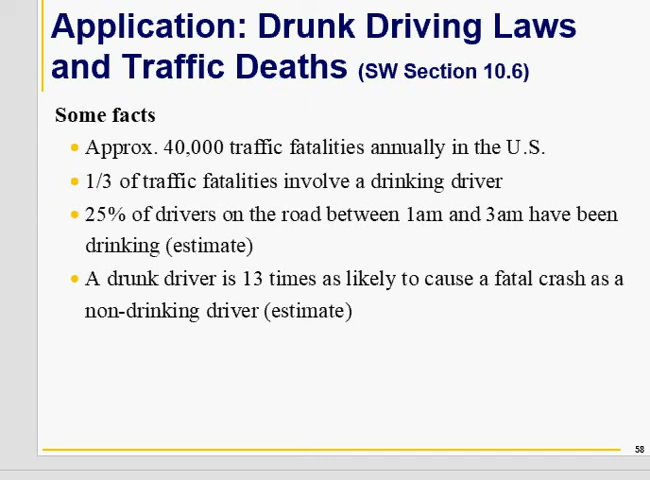 Application: Drunk Driving Laws
and Traffic Deaths (SW Section 10.6)
Some facts
• Approx. 40,000 traffic fatalities annually in the U.S.
• 1/3 of traffic fatalities involve a drinking driver
• 25% of drivers on the road between 1am and 3am have been
drinking (estimate)
• A drunk driver is 13 times as likely to cause a fatal crash as a
non-drinking driver (estimate)
58